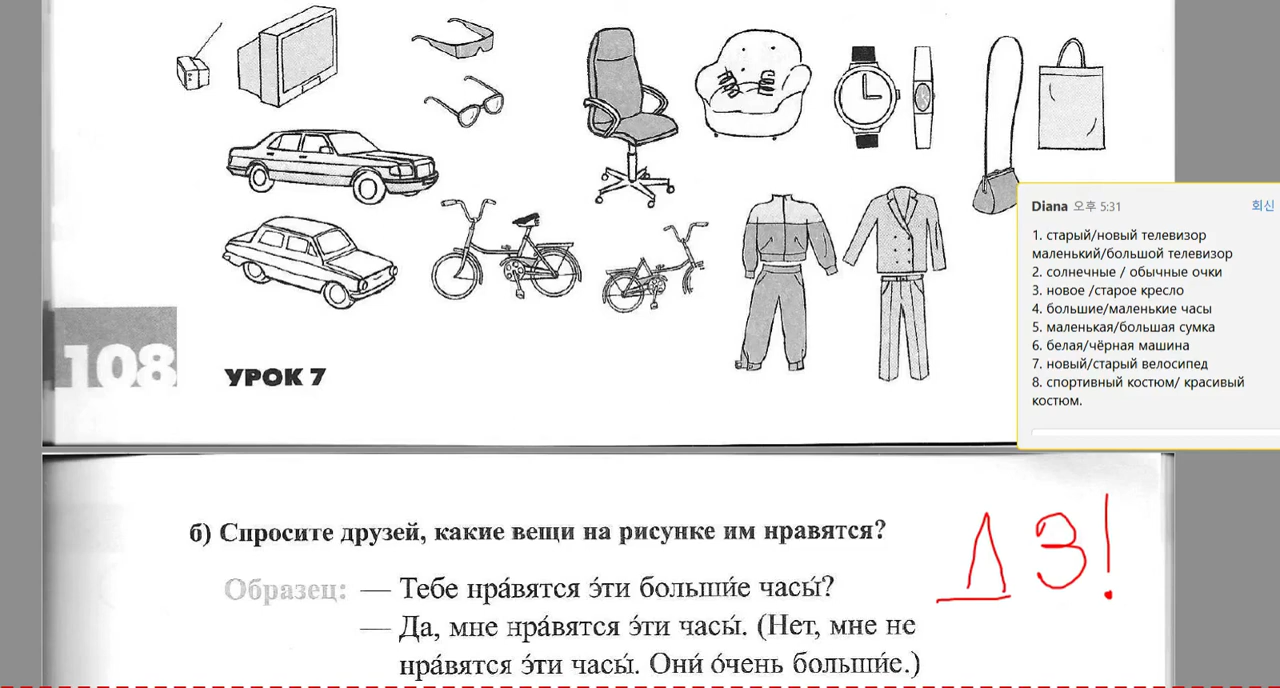 Diana 오후 5:31 회신
1. старый/новый телевизор
маленький/большой телевизор
2. солнечные / обычные очки
3. новое /старое кресло
4. большие/маленькие часы
5. маленькая/большая сумка
6. белая/чёрная машина
7. новый/старый велосипед
8. спортивный костюм/ красивый
костюм.
108
УРОК 7
б) Спросите друзей, какие вещи на рисунке им нравятся?
ДЗ!
Образец: — Тебе нра́вятся э́ти больши́е часы́?
— Да, мне нра́вятся э́ти часы́. (Нет, мне не
нра́вятся э́ти часы́. Они́ о́чень больши́е.)